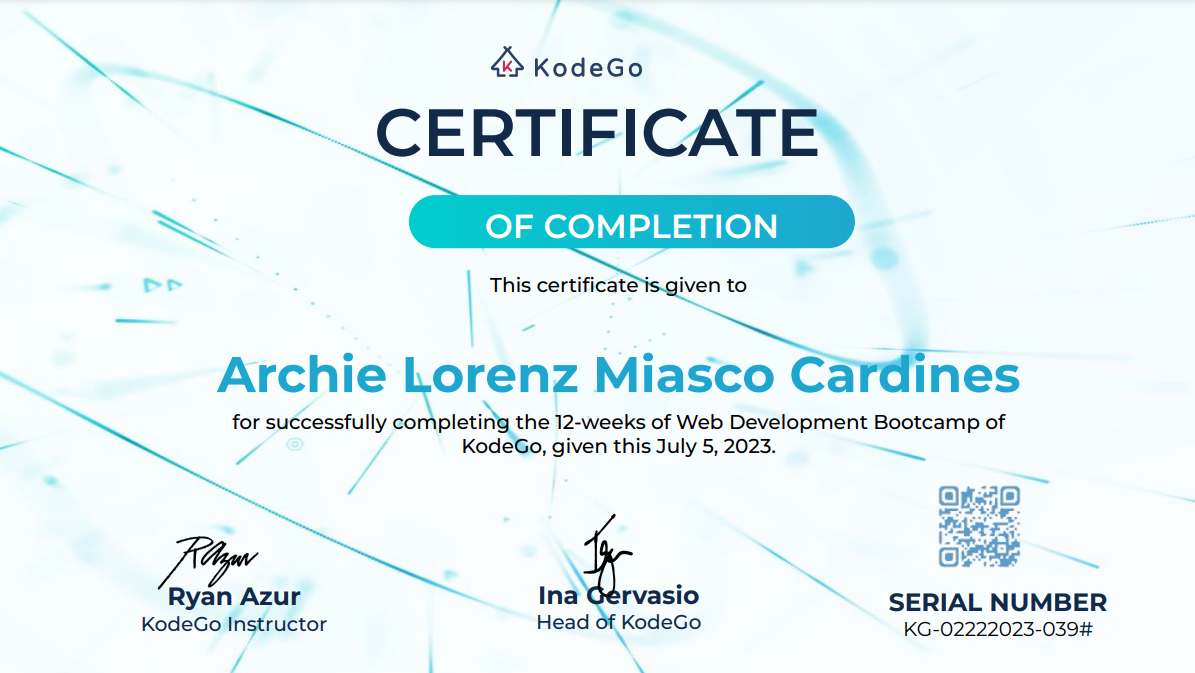 KodeGo
CERTIFICATE
OF COMPLETION
This certificate is given to
Archie Lorenz Miasco Cardines
for successfully completing the 12-weeks of Web Development Bootcamp of
KodeGo, given this July 5, 2023.
Ryan Azur
KodeGo Instructor
Ina Gervasio
Head of KodeGo
SERIAL NUMBER
KG-02222023-039#